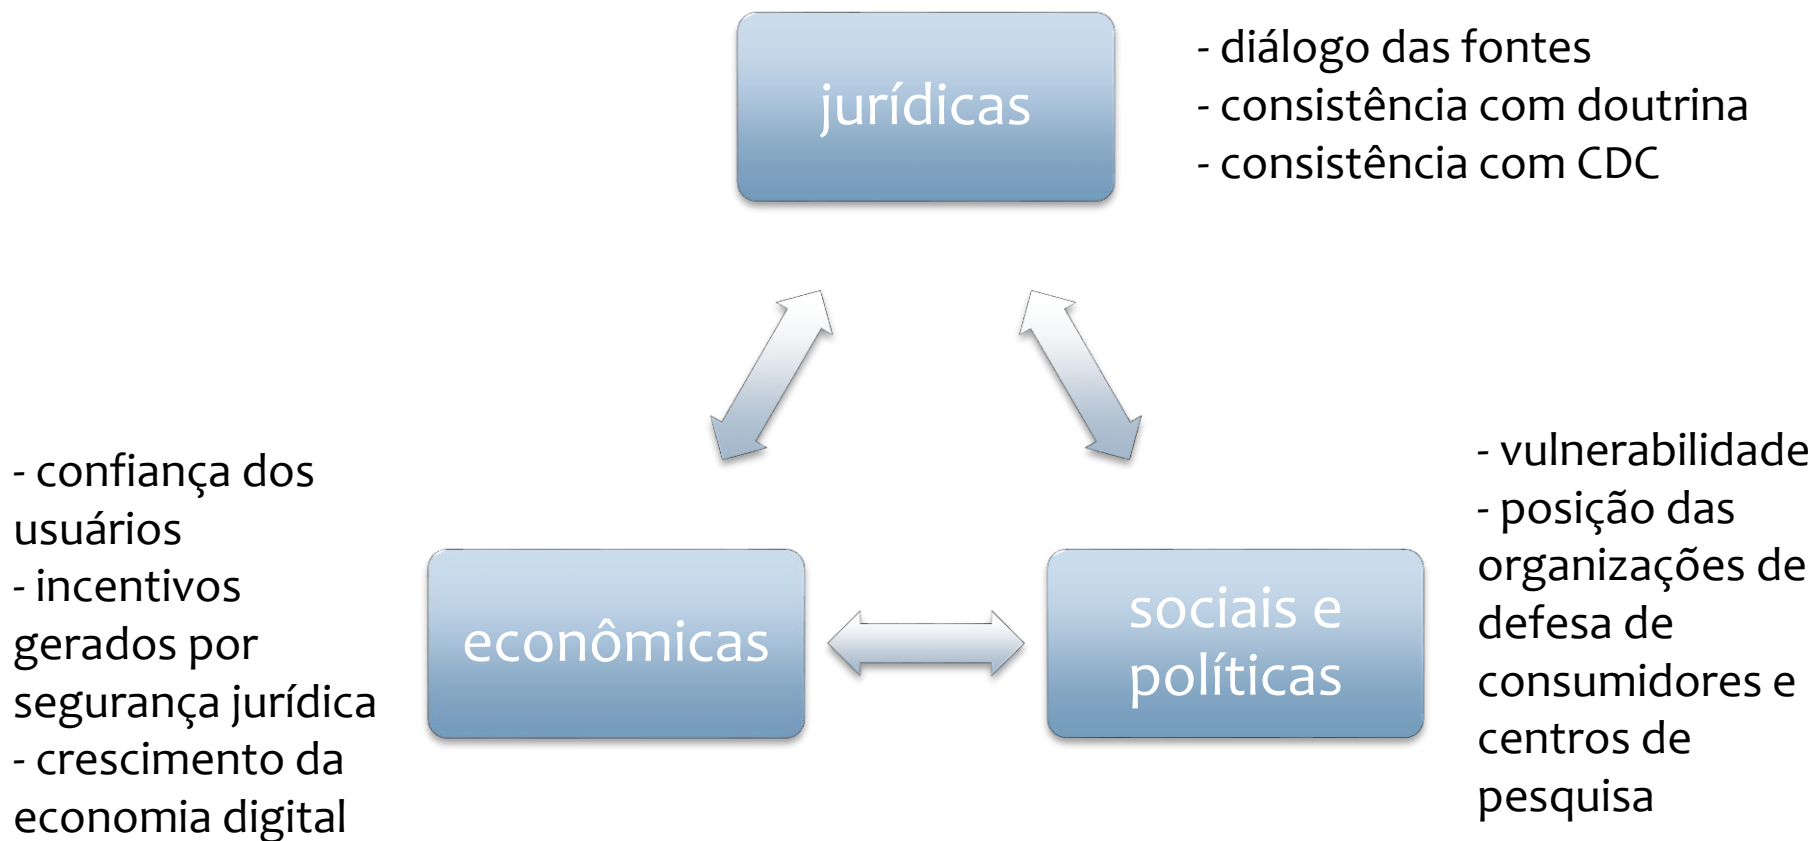 jurídicas
- diálogo das fontes
- consistência com doutrina
- consistência com CDC
- confiança dos
usuários
- incentivos
gerados por
segurança jurídica
- crescimento da
economia digital
econômicas
sociais e
políticas
- vulnerabilidade
- posição das
organizações de
defesa de
consumidores e
centros de
pesquisa